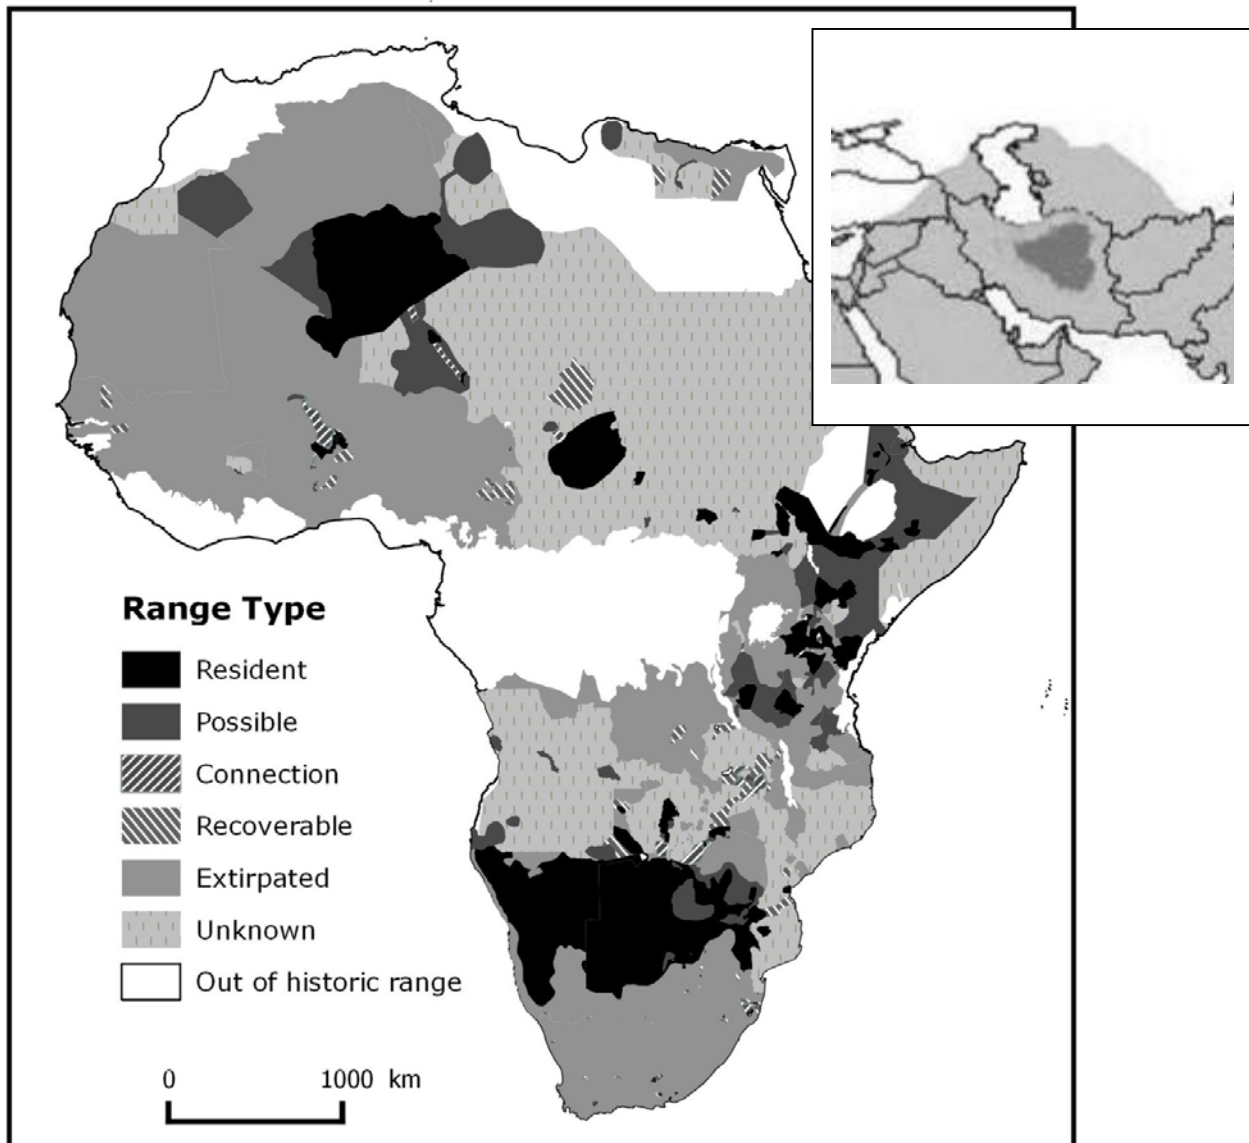 Range Type
Resident
Possible
Connection
Recoverable
Extirpated
Unknown
Out of historic range
0 1000 km